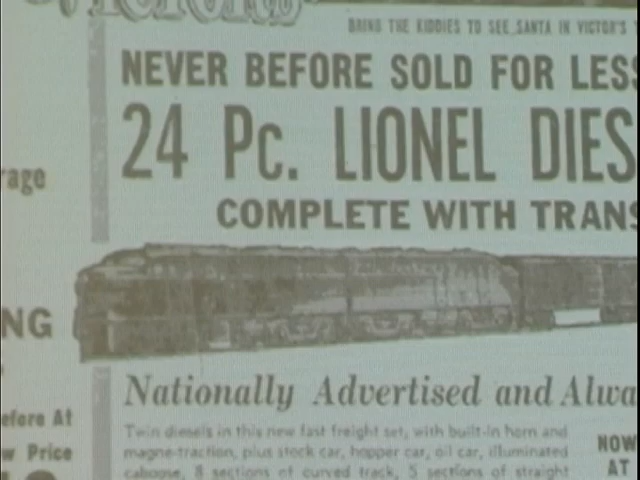 Victor's
BRING THE KIDDIES TO SEE SANTA IN VICTOR'S
NEVER BEFORE SOLD FOR LESS
24 Pc. LIONEL DIES
COMPLETE WITH TRANS
rage
NG
Nationally Advertised and Alwa
efore At
w Price
Twin diesels in this new fast freight set, with built-in horn and
magne-traction, plus stock car, hopper car, oil car, illuminated
caboose, 8 sections of curved track, 5 sections of straight
NOW
AT